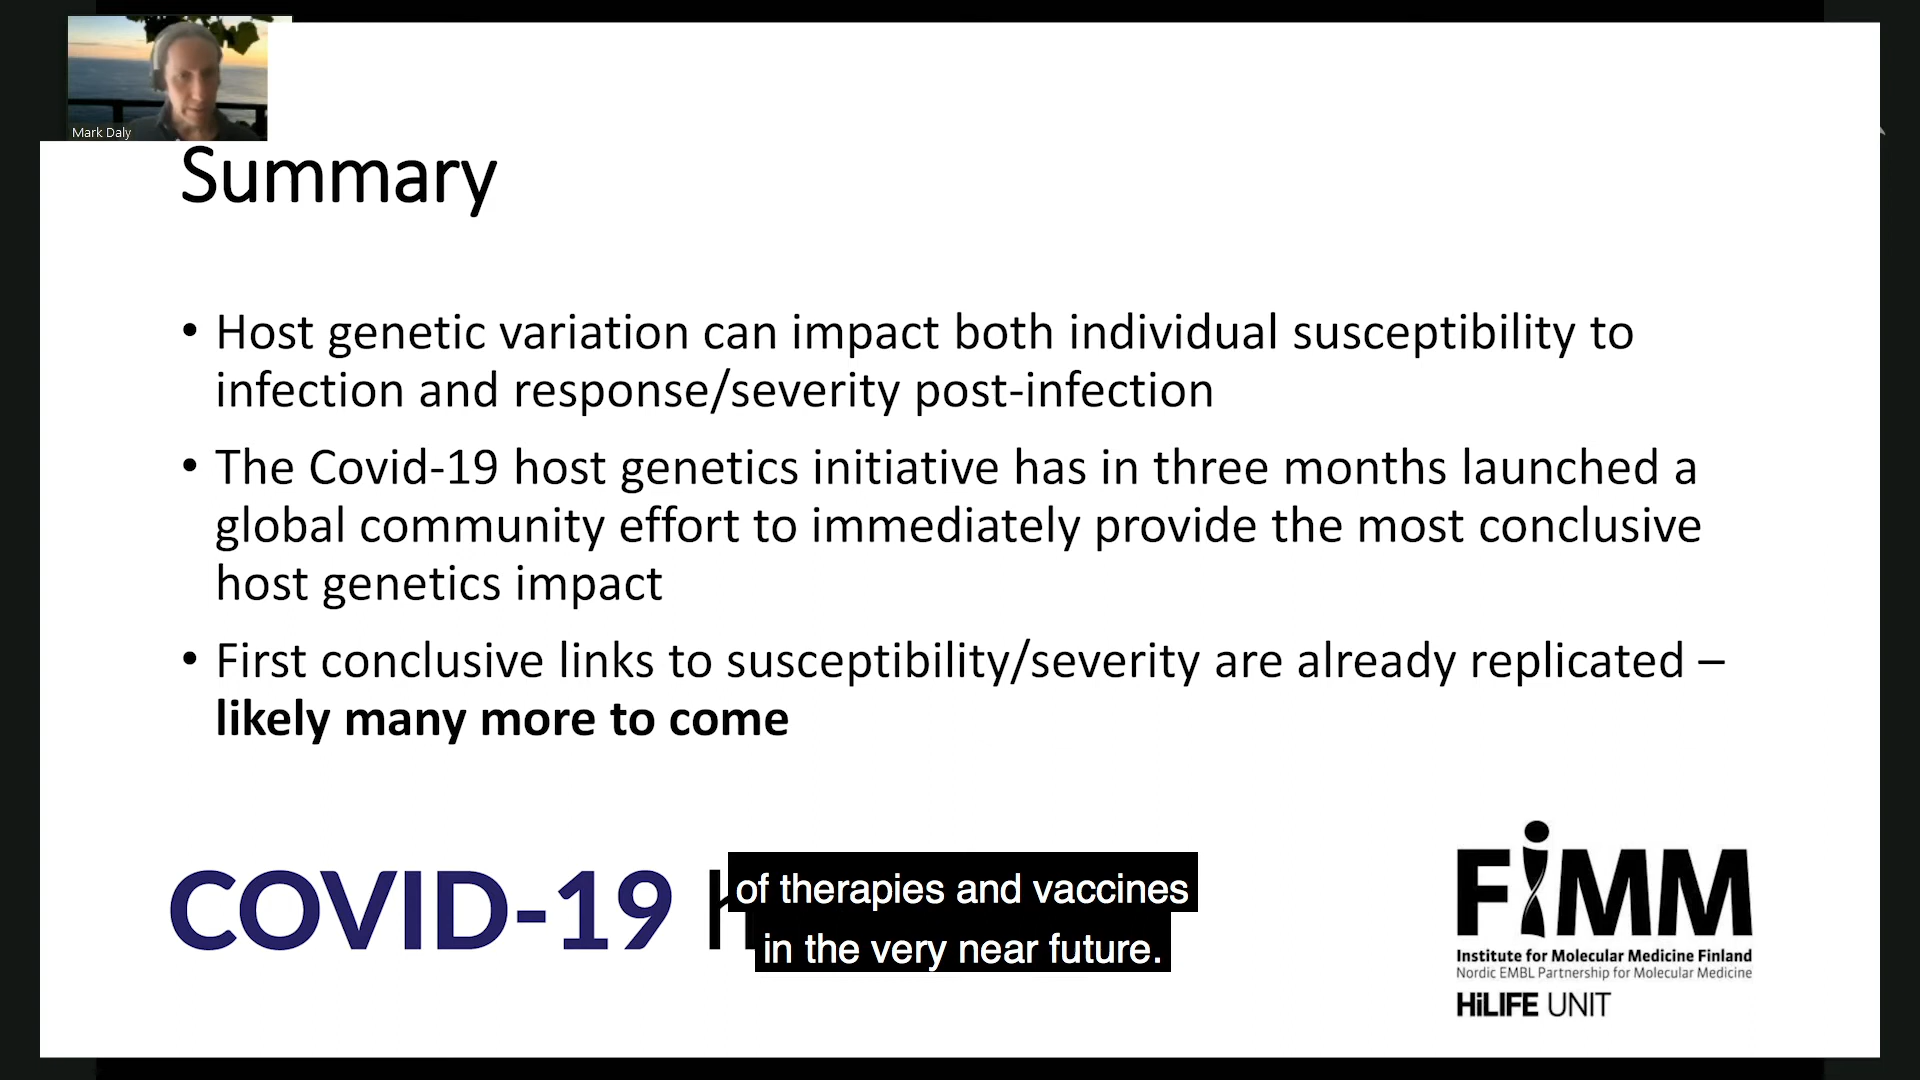 Mark Daly
Summary
• Host genetic variation can impact both individual susceptibility to
infection and response/severity post-infection
• The Covid-19 host genetics initiative has in three months launched a
global community effort to immediately provide the most conclusive
host genetics impact
• First conclusive links to susceptibility/severity are already replicated –
likely many more to come
COVID-19
of therapies and vaccines
in the very near future.
FiMM
Institute for Molecular Medicine Finland
Nordic EMBL Partnership for Molecular Medicine
HiLIFE UNIT